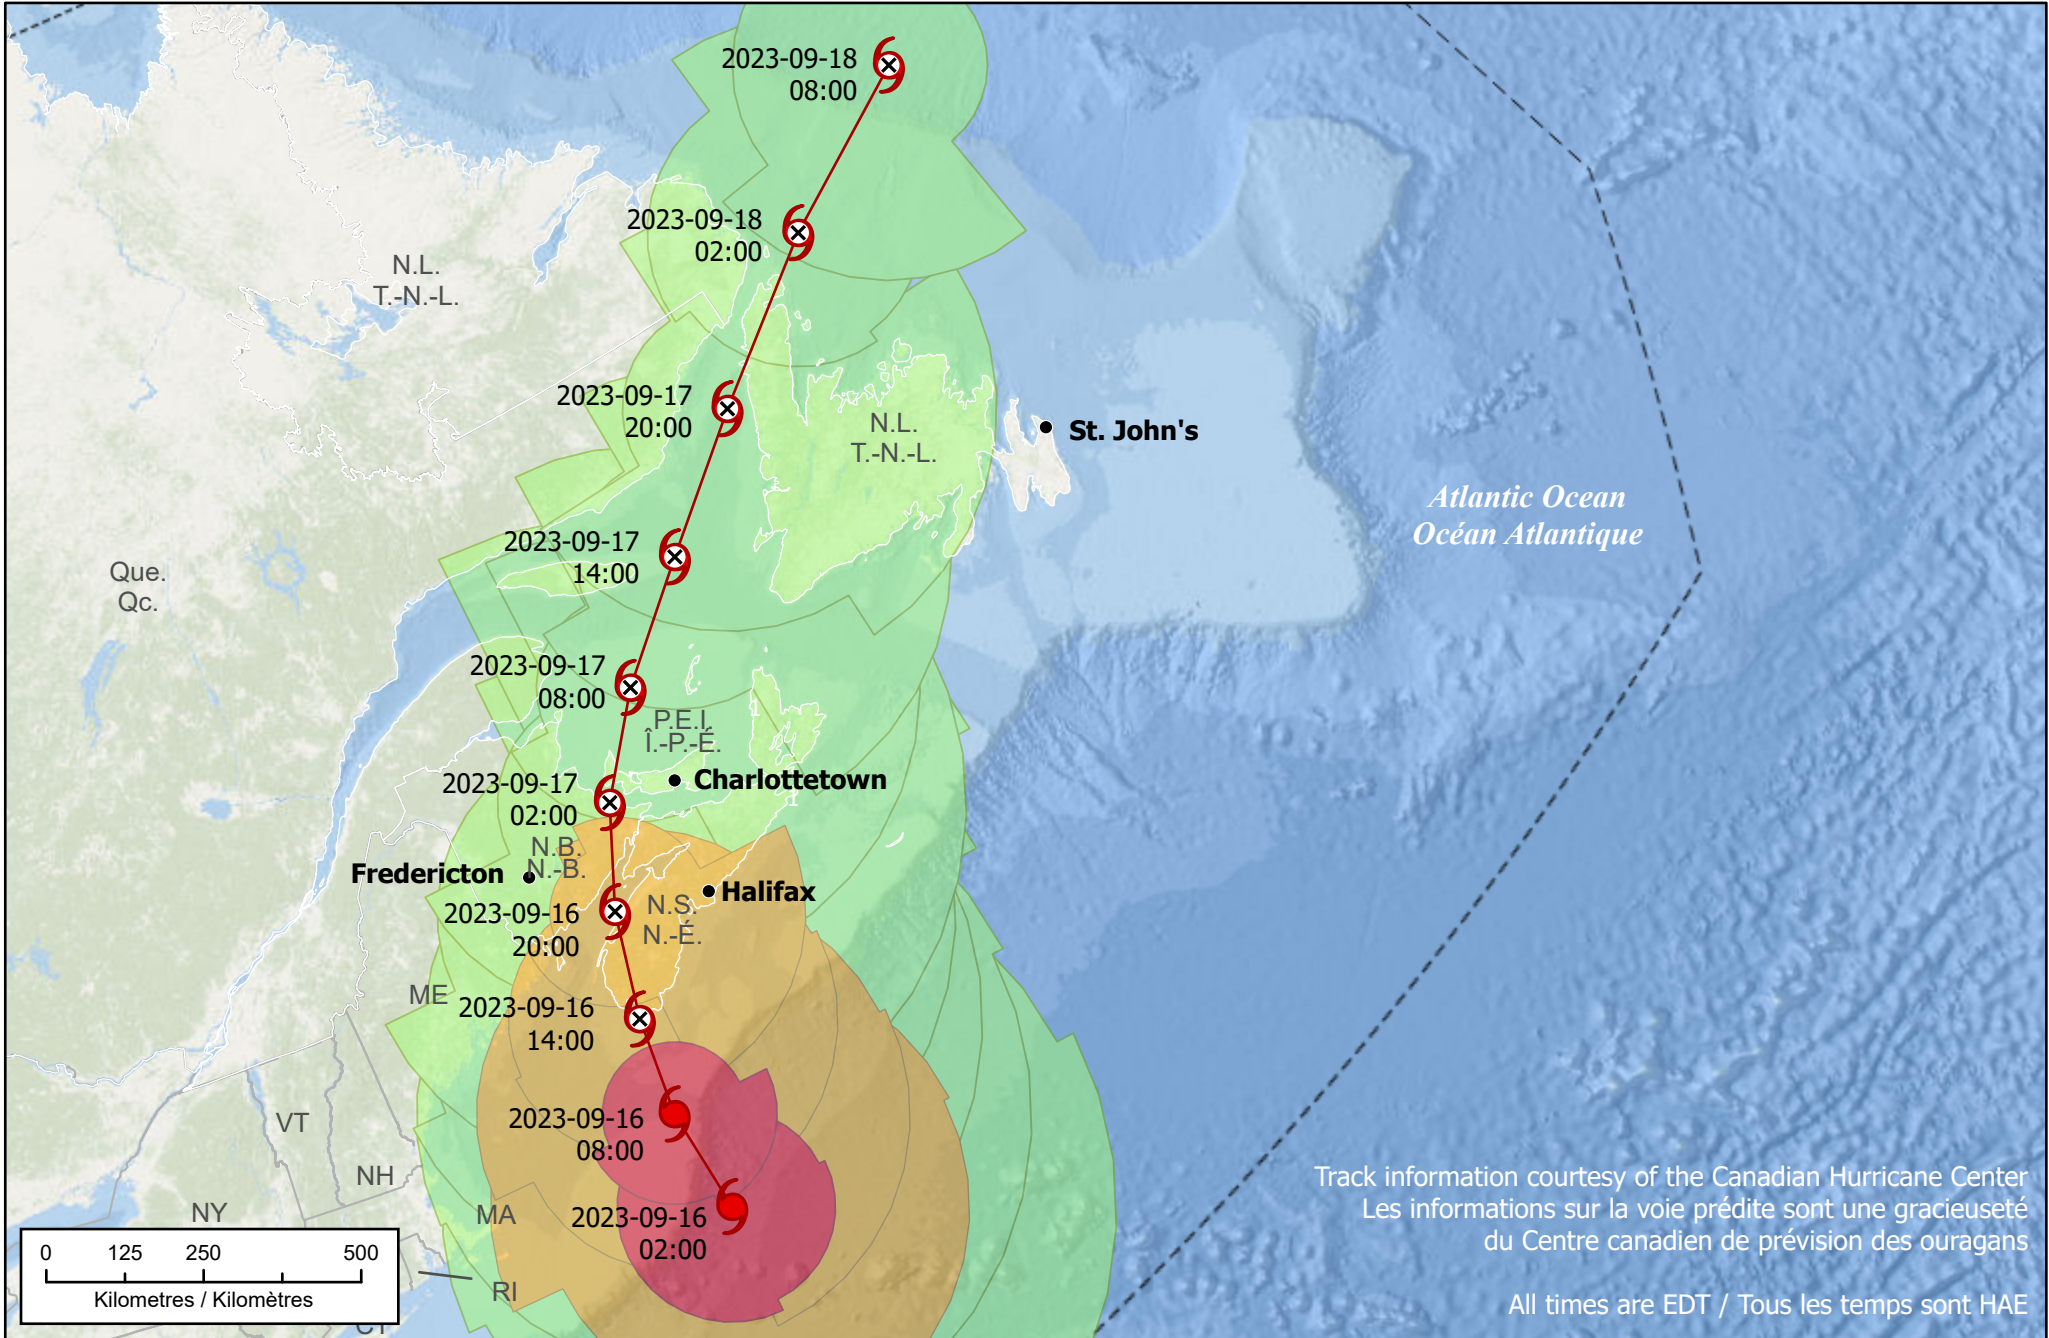 2023-09-18
08:00
2023-09-18
02:00
N.L.
T.-N.-L.
2023-09-17
20:00
N.L.
T.-N.-L.
St. John's
Atlantic Ocean
Océan Atlantique
2023-09-17
14:00
Que.
Qc.
2023-09-17
08:00
P.E.I.
Î.-P.-É.
Charlottetown
2023-09-17
02:00
N.B.
N.-B.
Fredericton
Halifax
2023-09-16
20:00
N.S.
N.-É.
ME
2023-09-16
14:00
VT
2023-09-16
08:00
NH
NY
MA
2023-09-16
02:00
RI
CT
0 125 250 500
Kilometres / Kilomètres
Track information courtesy of the Canadian Hurricane Center
Les informations sur la voie prédite sont une gracieuseté
du Centre canadien de prévision des ouragans
All times are EDT / Tous les temps sont HAE